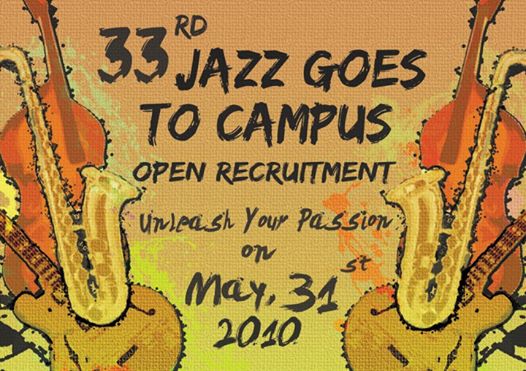 33RD JAZZ GOES
TO CAMPUS
OPEN RECRUITMENT
Unleash Your Passion
on
May, 31st
2010